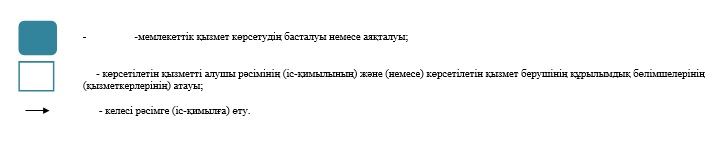 - -мемлекеттік қызмет көрсетудің басталуы немесе аяқталуы;
- көрсетілетін қызметті алушы рәсімінің (іс-қимылының) және (немесе) көрсетілетін қызмет берушінің құрылымдық бөлімшелерінің
(қызметкерлерінің) атауы;
- келесі рәсімге (іс-қимылға) өту.